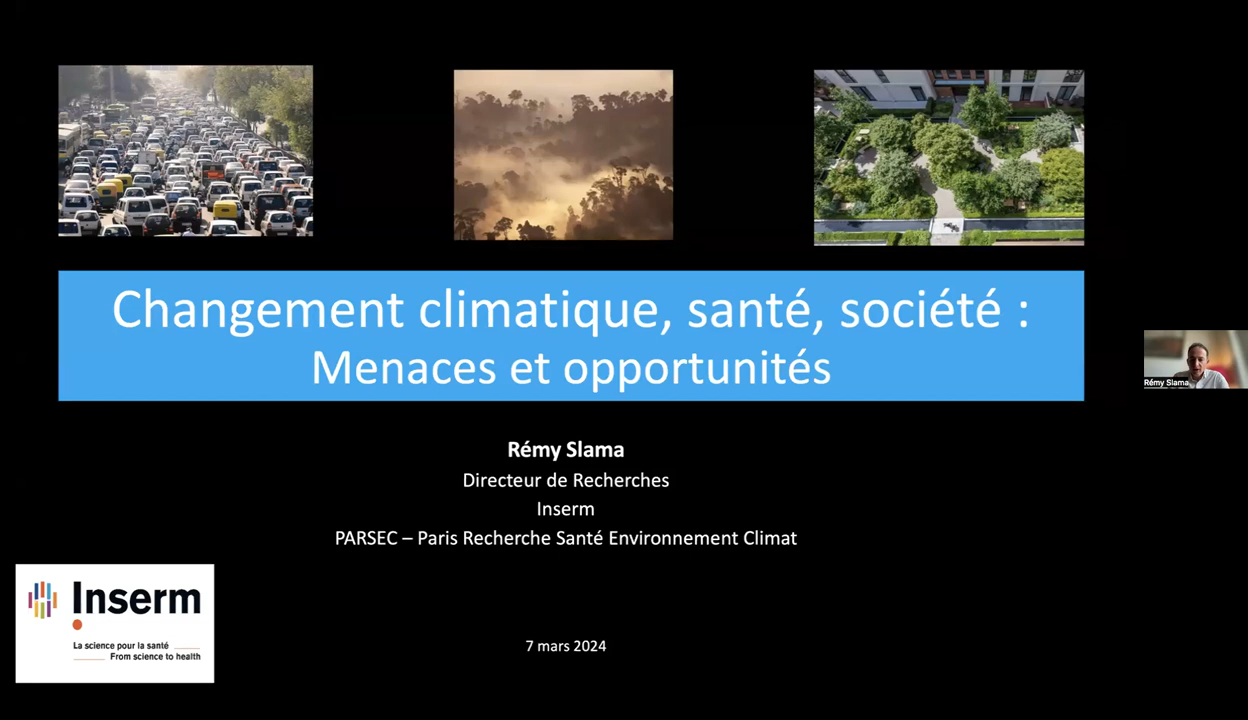 Changement climatique, santé, société :
Menaces et opportunités
Rémy Slama
Rémy Slama
Directeur de Recherches
Inserm
PARSEC – Paris Recherche Santé Environnement Climat
Inserm
La science pour la santé
From science to health
7 mars 2024